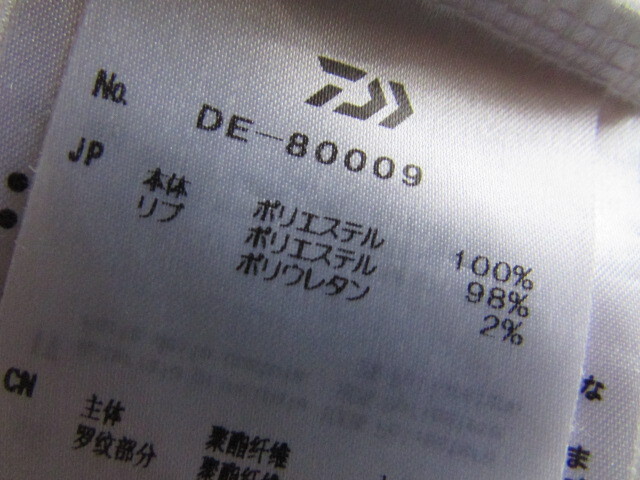 No. DE-80009
JP
本体 ポリエステル 100%
リブ ポリエステル 98%
ポリウレタン 2%
CN
主体 聚酯纤维
罗纹部分 聚酯纤维
な
ま